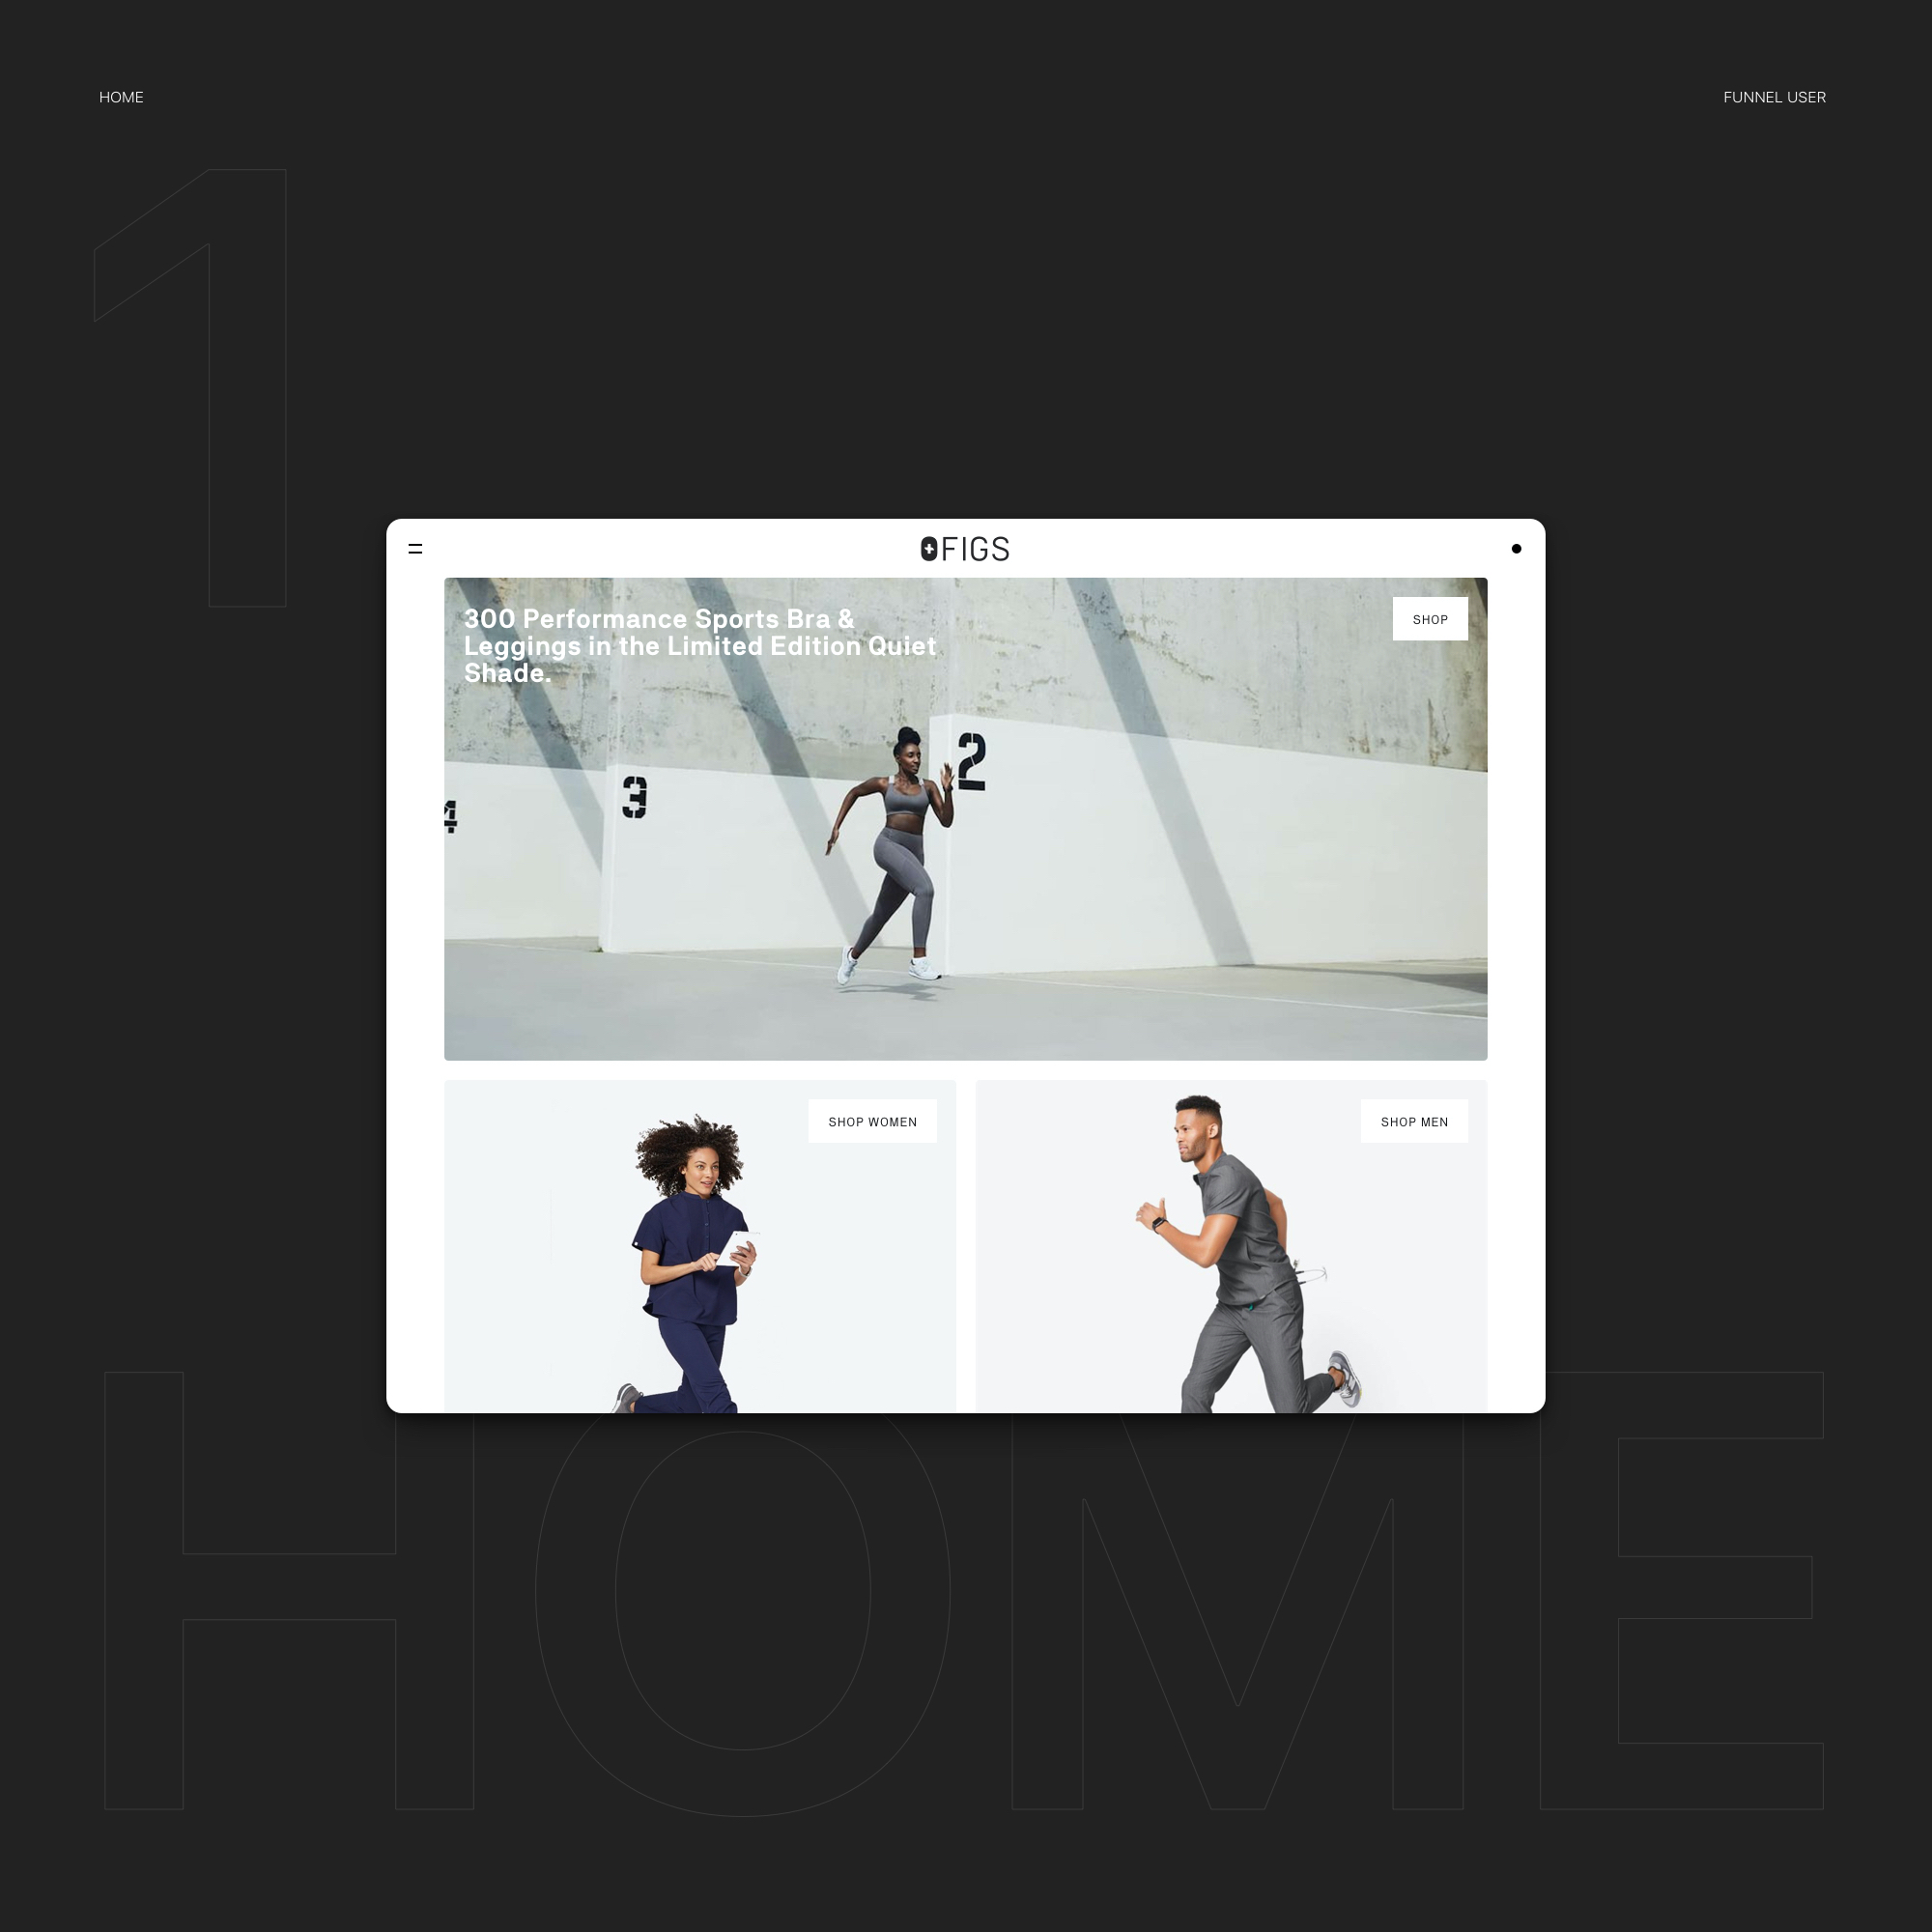 HOME
FUNNEL USER
1
FIGS
300 Performance Sports Bra &
Leggings in the Limited Edition Quiet
Shade.
SHOP
2
3
4
SHOP WOMEN
SHOP MEN
HOME